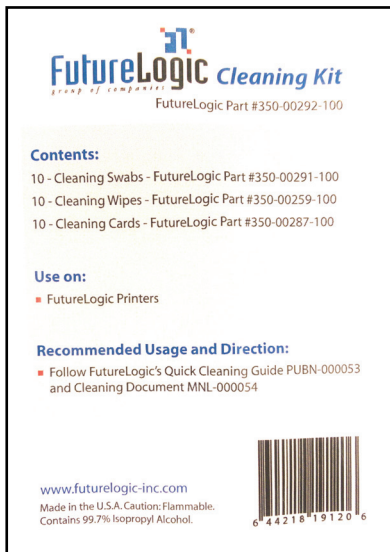 FutureLogic Cleaning Kit
group of companies
FutureLogic Part #350-00292-100
Contents:
10 - Cleaning Swabs - FutureLogic Part #350-00291-100
10 - Cleaning Wipes - FutureLogic Part #350-00259-100
10 - Cleaning Cards - FutureLogic Part #350-00287-100
Use on:
FutureLogic Printers
Recommended Usage and Direction:
Follow FutureLogic's Quick Cleaning Guide PUBN-000053
and Cleaning Document MNL-000054
www.futurelogic-inc.com
Made in the U.S.A. Caution: Flammable.
Contains 99.7% Isopropyl Alcohol.
6 44218 19120 6